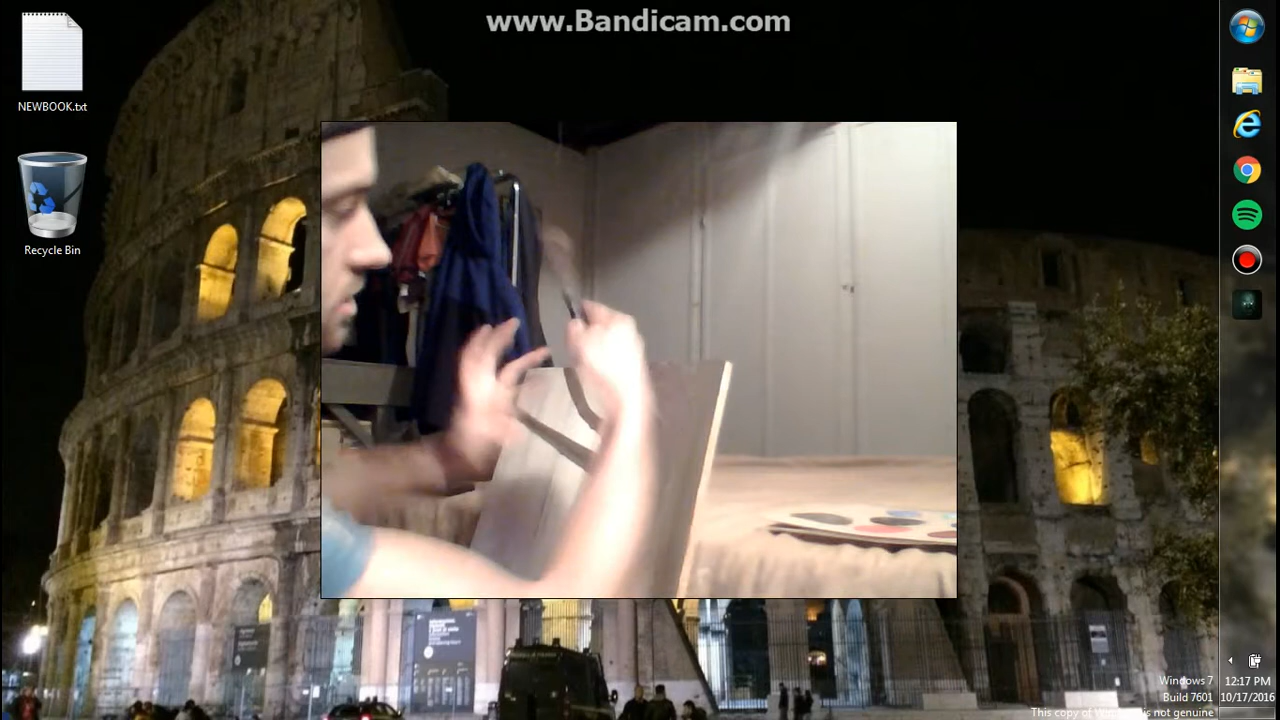 www.Bandicam.com
NEWBOOK.txt
Recycle Bin
Windows 7
Build 7601
This copy of Windows is not genuine
12:17 PM
10/17/2016